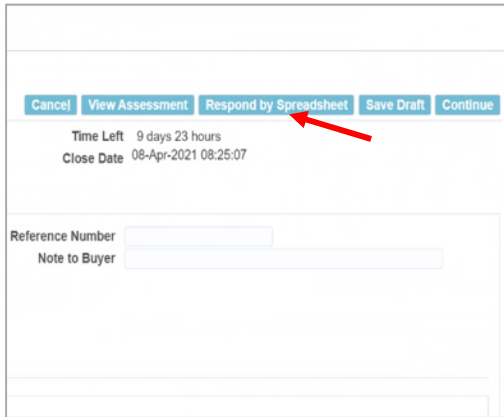 Cancel View Assessment Respond by Spreadsheet Save Draft Continue
Time Left 9 days 23 hours
Close Date 08-Apr-2021 08:25:07
Reference Number
Note to Buyer